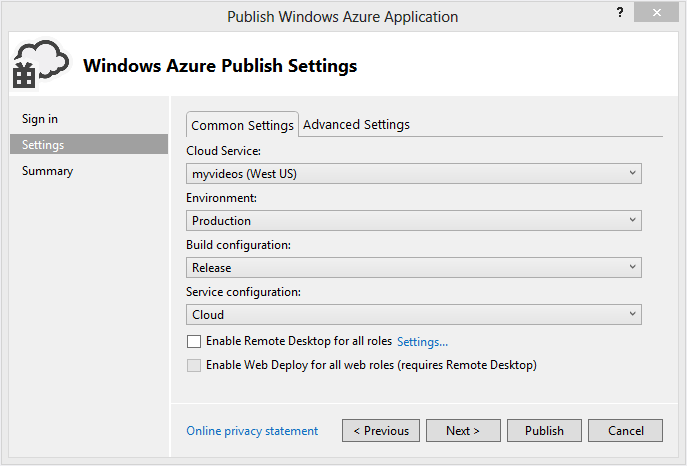 Publish Windows Azure Application
?
Windows Azure Publish Settings
Sign in
Settings
Summary
Common Settings
Advanced Settings
Cloud Service:
myvideos (West US)
Environment:
Production
Build configuration:
Release
Service configuration:
Cloud
Enable Remote Desktop for all roles Settings...
Enable Web Deploy for all web roles (requires Remote Desktop)
Online privacy statement
< Previous
Next >
Publish
Cancel